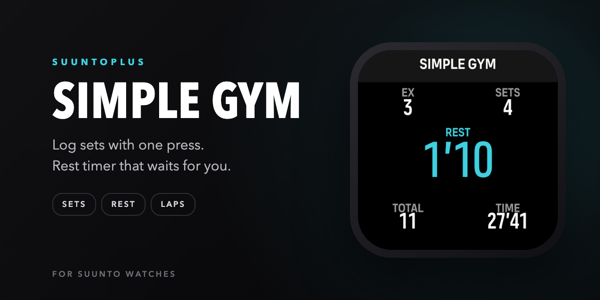 SUUNTOPLUS
SIMPLE GYM
Log sets with one press.
Rest timer that waits for you.
SETS REST LAPS
FOR SUUNTO WATCHES
SIMPLE GYM
EX SETS
3 4
REST
1'10
TOTAL TIME
11 27'41